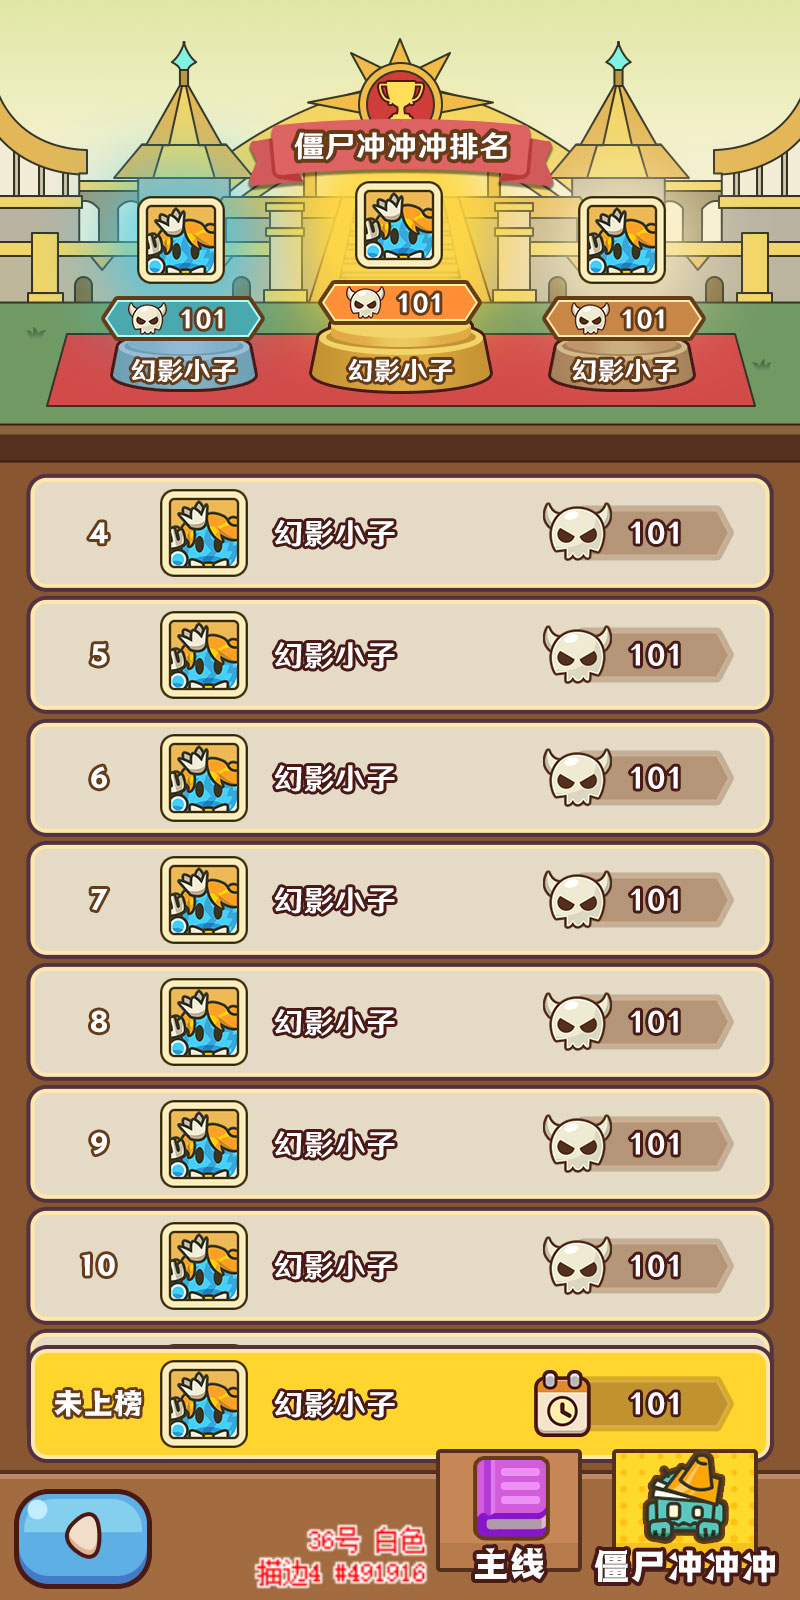 僵尸冲冲冲排名
101
101
101
幻影小子
幻影小子
幻影小子
4 幻影小子 101
5 幻影小子 101
6 幻影小子 101
7 幻影小子 101
8 幻影小子 101
9 幻影小子 101
10 幻影小子 101
未上榜 幻影小子 101
36号 白色
描边4 #491916
主线
僵尸冲冲冲